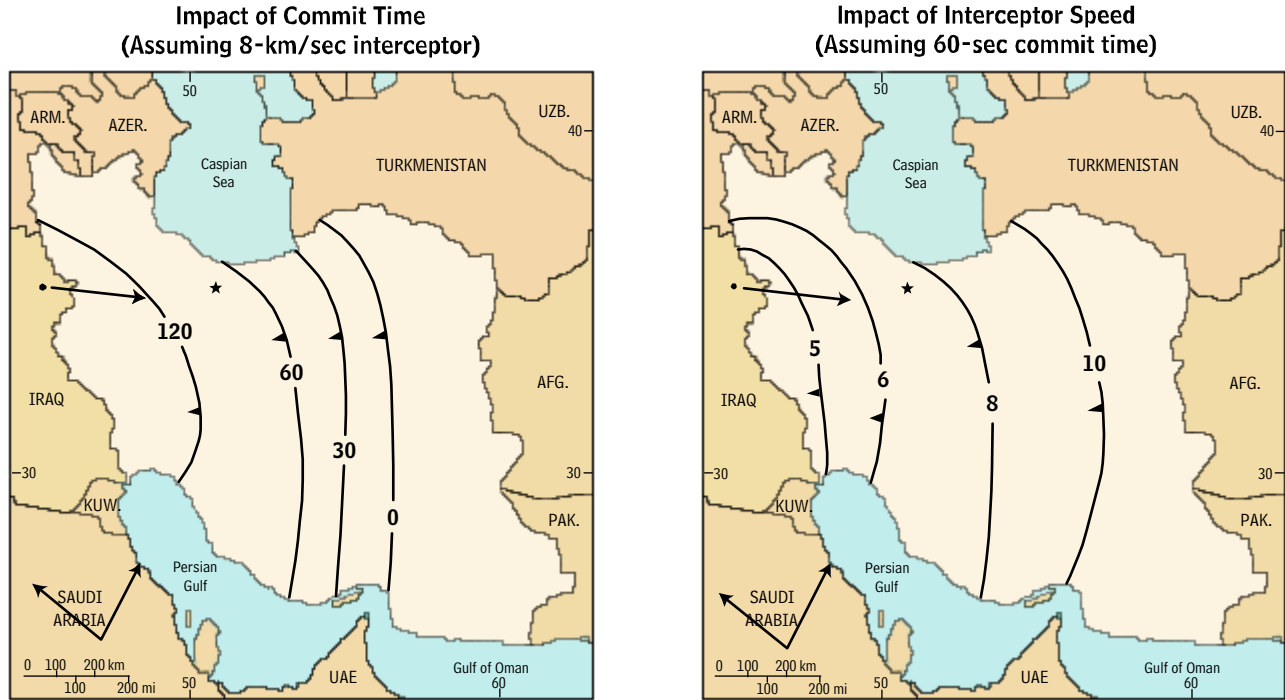 Impact of Commit Time
(Assuming 8-km/sec interceptor)
50
ARM.
AZER.
UZB.
40
Caspian
Sea
TURKMENISTAN
120
60
IRAQ
AFG.
30
30
KUW.
0
PAK.
Persian
Gulf
SAUDI
ARABIA
0 100 200 km
100 200 mi
50
UAE
Gulf of Oman
60
Impact of Interceptor Speed
(Assuming 60-sec commit time)
50
ARM.
AZER.
UZB.
40
Caspian
Sea
TURKMENISTAN
5
6
10
8
IRAQ
AFG.
30
30
KUW.
PAK.
Persian
Gulf
SAUDI
ARABIA
0 100 200 km
100 200 mi
50
UAE
Gulf of Oman
60
30